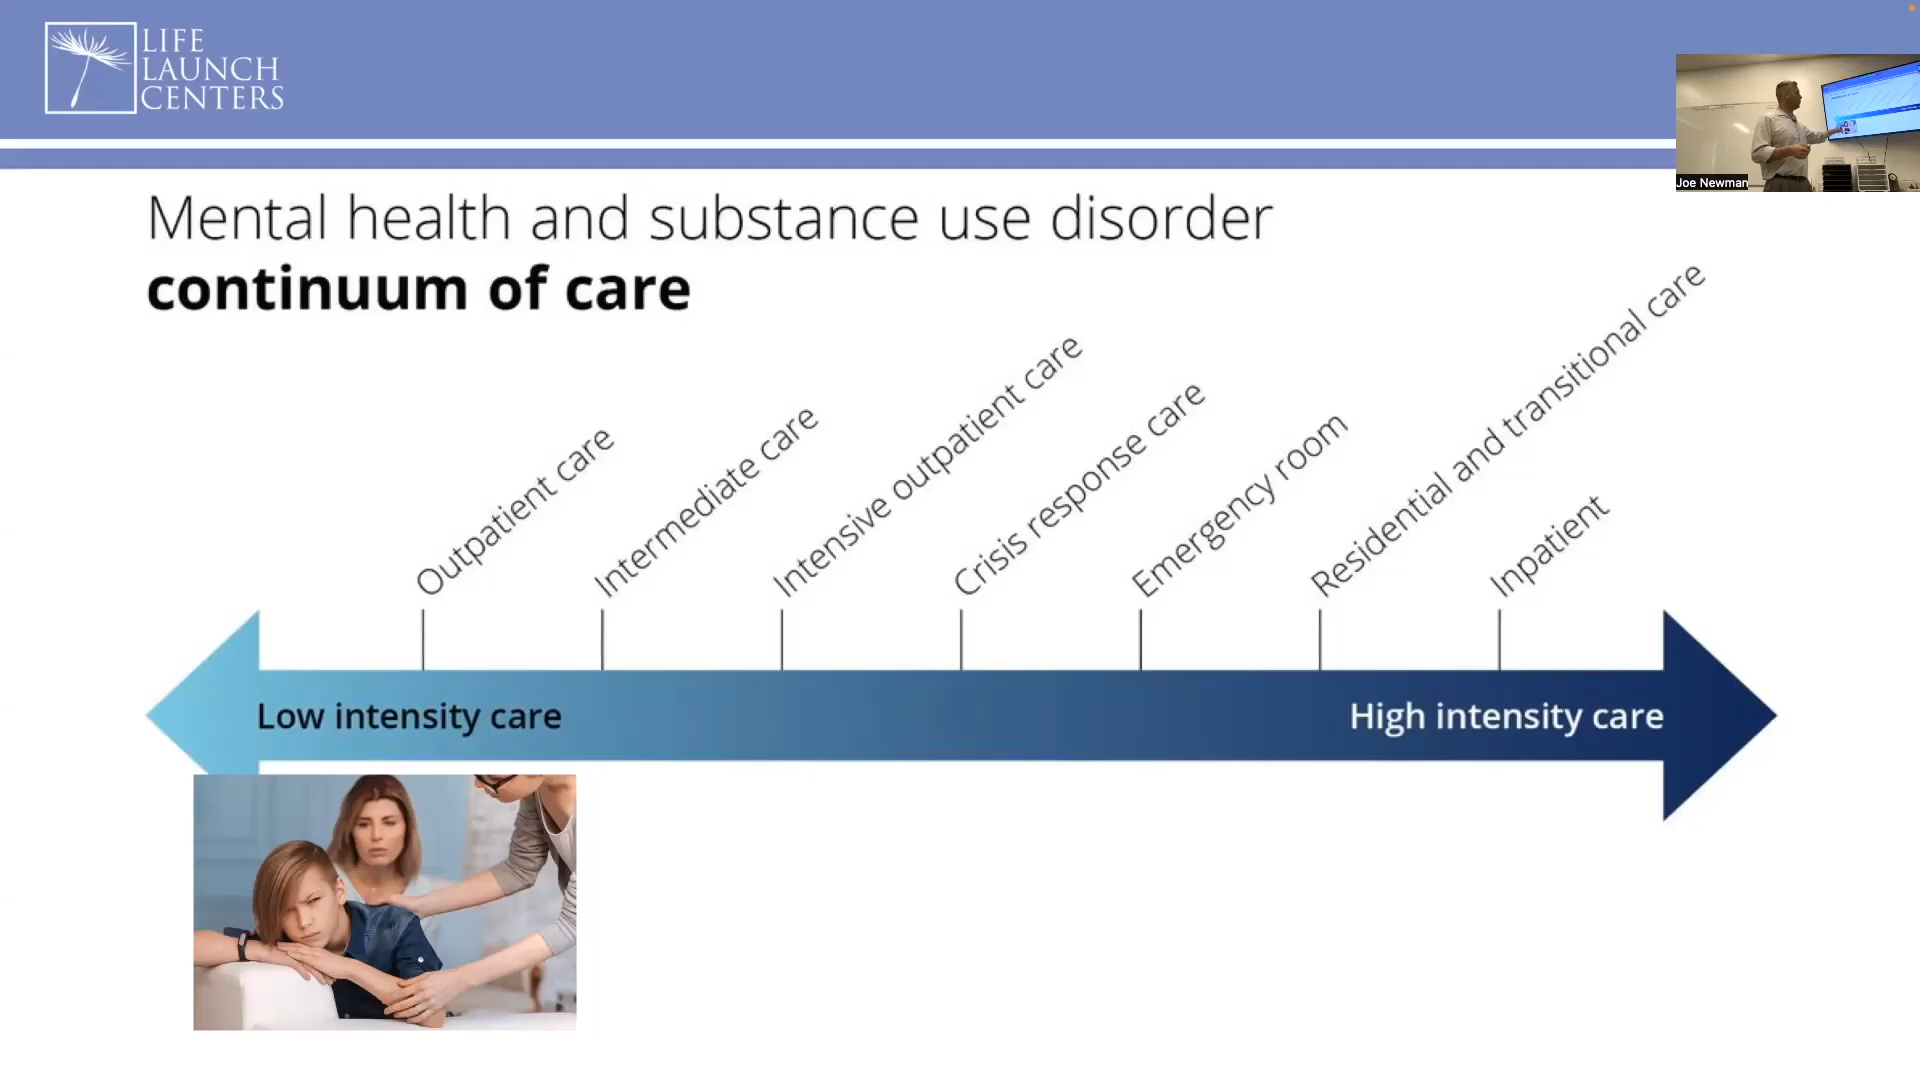 LIFE
LAUNCH
CENTERS
Joe Newman
Mental health and substance use disorder
continuum of care
Outpatient care
Intermediate care
Intensive outpatient care
Crisis response care
Emergency room
Residential and transitional care
Inpatient
Low intensity care
High intensity care